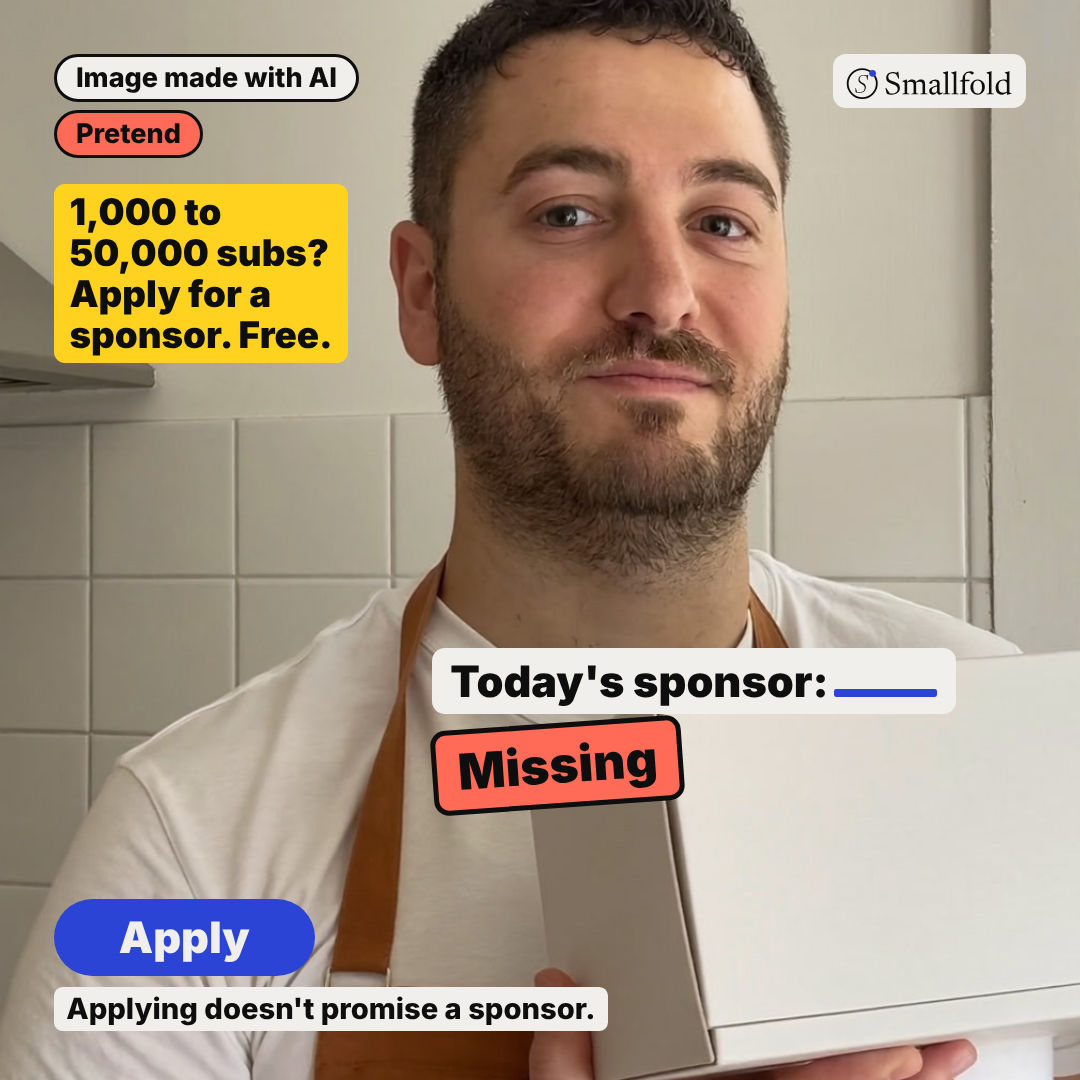 Image made with AI
Smallfold
Pretend
1,000 to
50,000 subs?
Apply for a
sponsor. Free.
Today's sponsor:
Missing
Apply
Applying doesn't promise a sponsor.